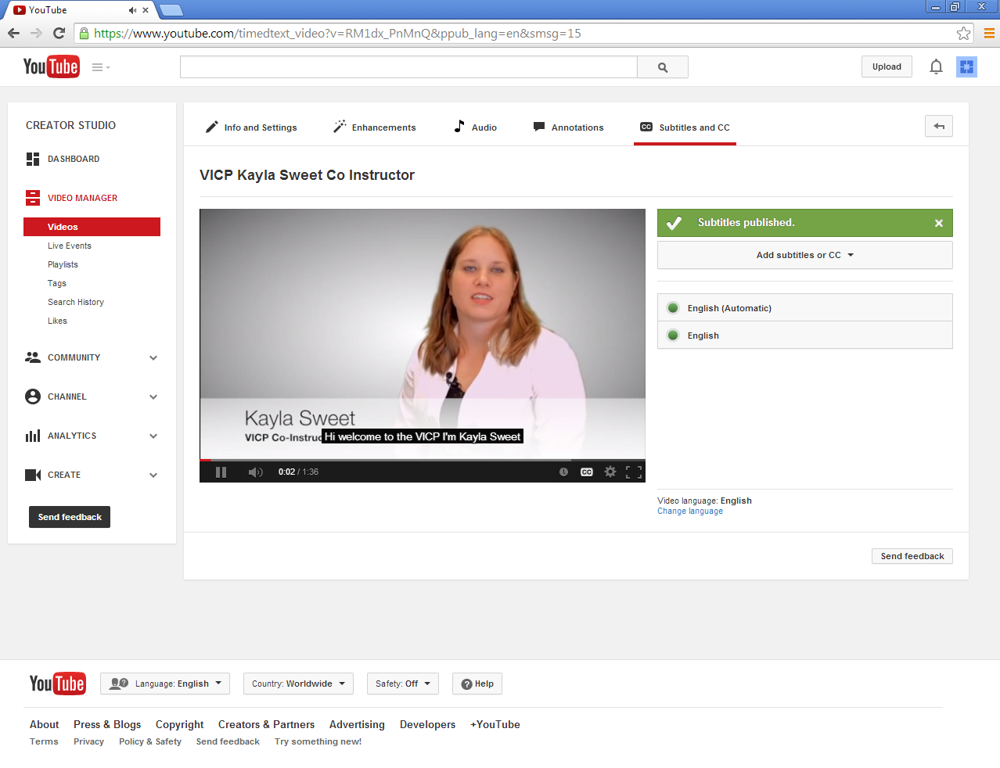 YouTube
https://www.youtube.com/timedtext_video?v=RM1dx_PnMnQ&ppub_lang=en&smsg=15
YouTube
Upload
CREATOR STUDIO
DASHBOARD
VIDEO MANAGER
Videos
Live Events
Playlists
Tags
Search History
Likes
COMMUNITY
CHANNEL
ANALYTICS
CREATE
Send feedback
Info and Settings
Enhancements
Audio
CC Subtitles and CC
Annotations
VICP Kayla Sweet Co Instructor
Kayla Sweet
VICP Co-Instruc
Hi welcome to the VICP I'm Kayla Sweet
0:02 / 1:36
CC
Subtitles published.
Add subtitles or CC
English (Automatic)
English
Video language: English
Change language
Send feedback
YouTube
Language: English
Country: Worldwide
Safety: Off
Help
About Press & Blogs Copyright Creators & Partners Advertising Developers +YouTube
Terms Privacy Policy & Safety Send feedback Try something new!